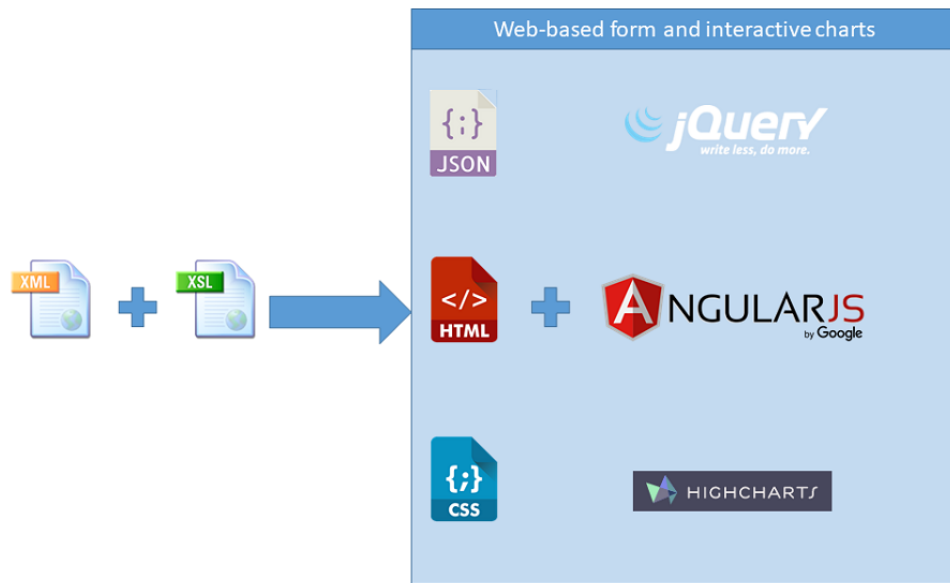 Web-based form and interactive charts
{;}
JSON
jQuery
write less, do more.
XML
XSL
</>
HTML
ANGULARJS
by Google
{;}
CSS
HIGHCHARTS